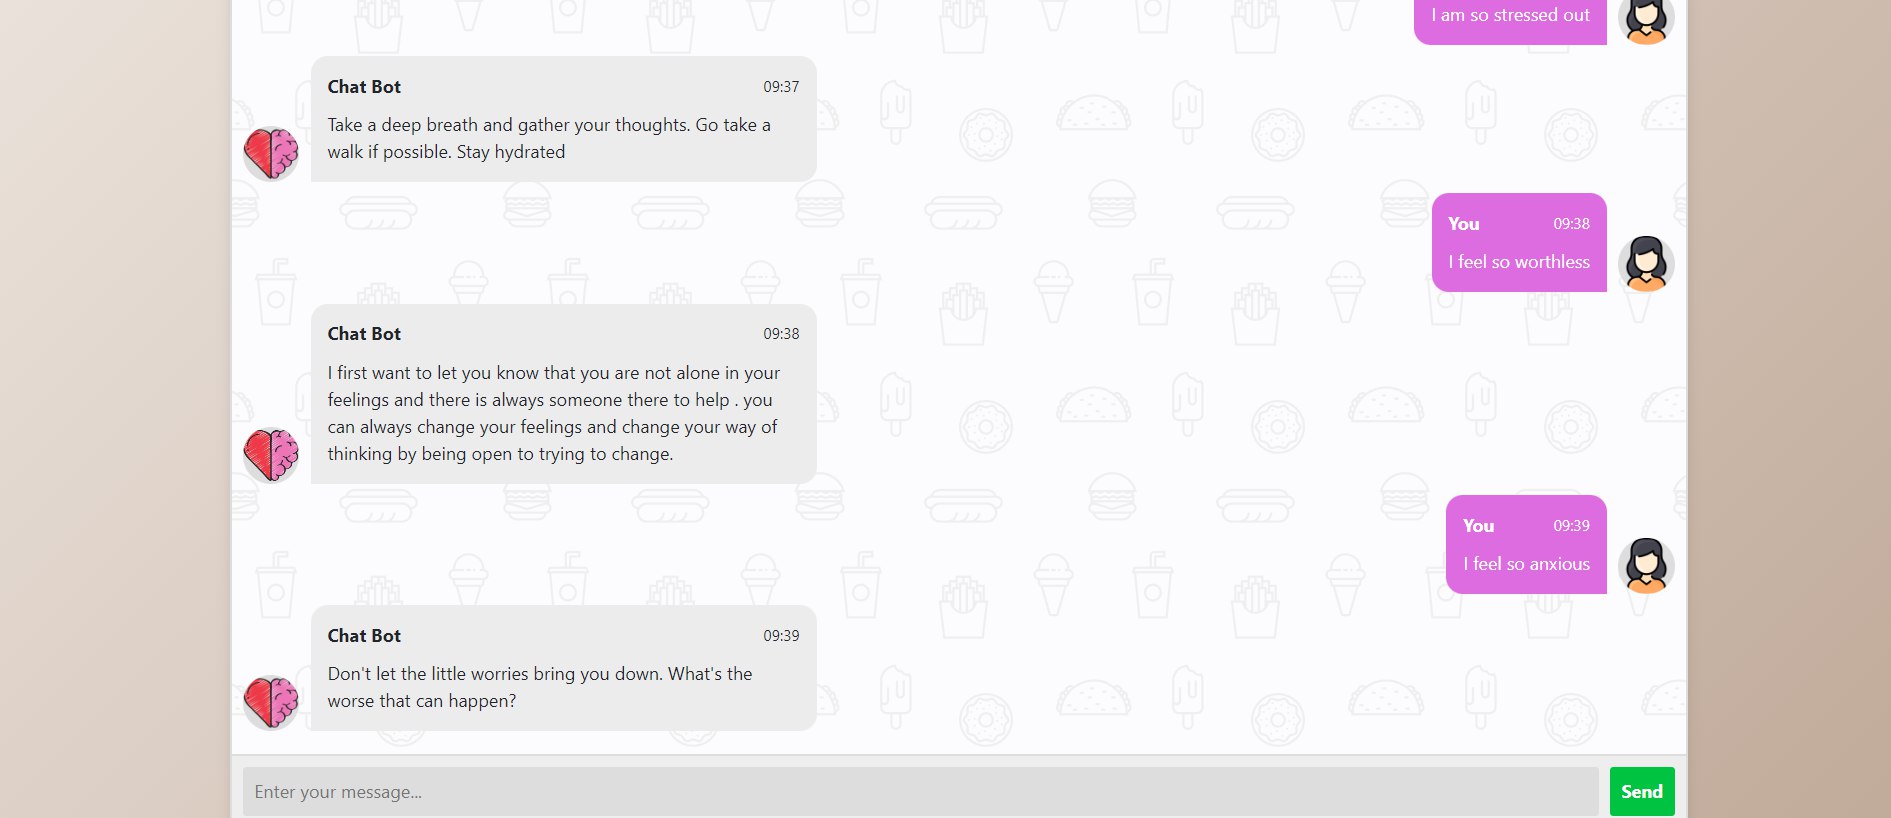 I am so stressed out
Chat Bot 09:37
Take a deep breath and gather your thoughts. Go take a
walk if possible. Stay hydrated
You 09:38
I feel so worthless
Chat Bot 09:38
I first want to let you know that you are not alone in your
feelings and there is always someone there to help . you
can always change your feelings and change your way of
thinking by being open to trying to change.
You 09:39
I feel so anxious
Chat Bot 09:39
Don't let the little worries bring you down. What's the
worse that can happen?
Enter your message...
Send